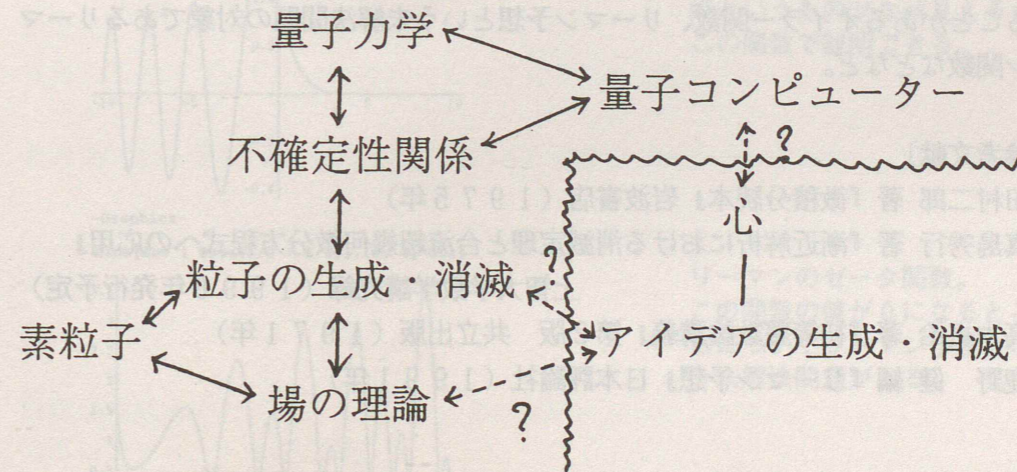 量子力学
量子コンピューター
不確定性関係
?
心
粒子の生成・消滅
?
素粒子
アイデアの生成・消滅
場の理論
?